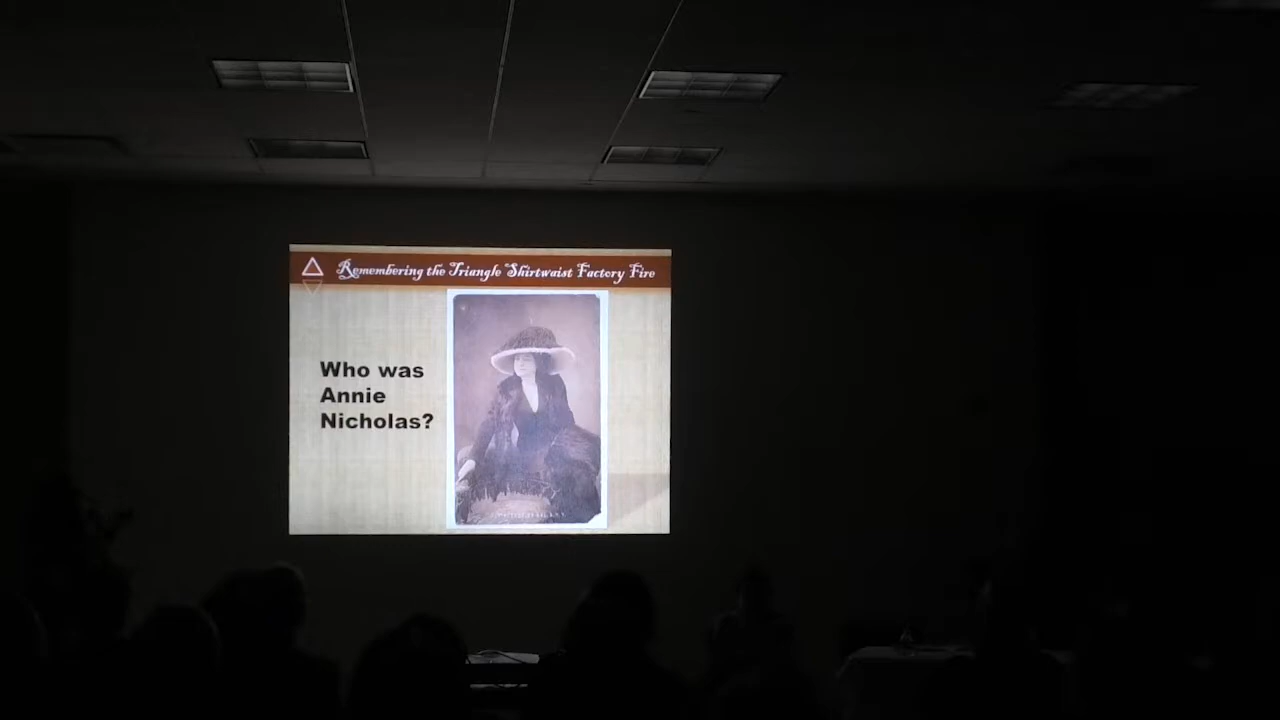 Remembering the Triangle Shirtwaist Factory Fire
Who was
Annie
Nicholas?